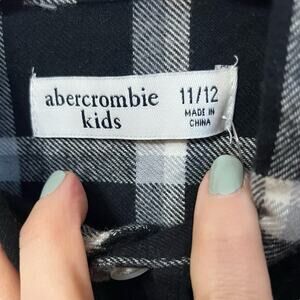 abercrombie
kids
11/12
MADE IN
CHINA